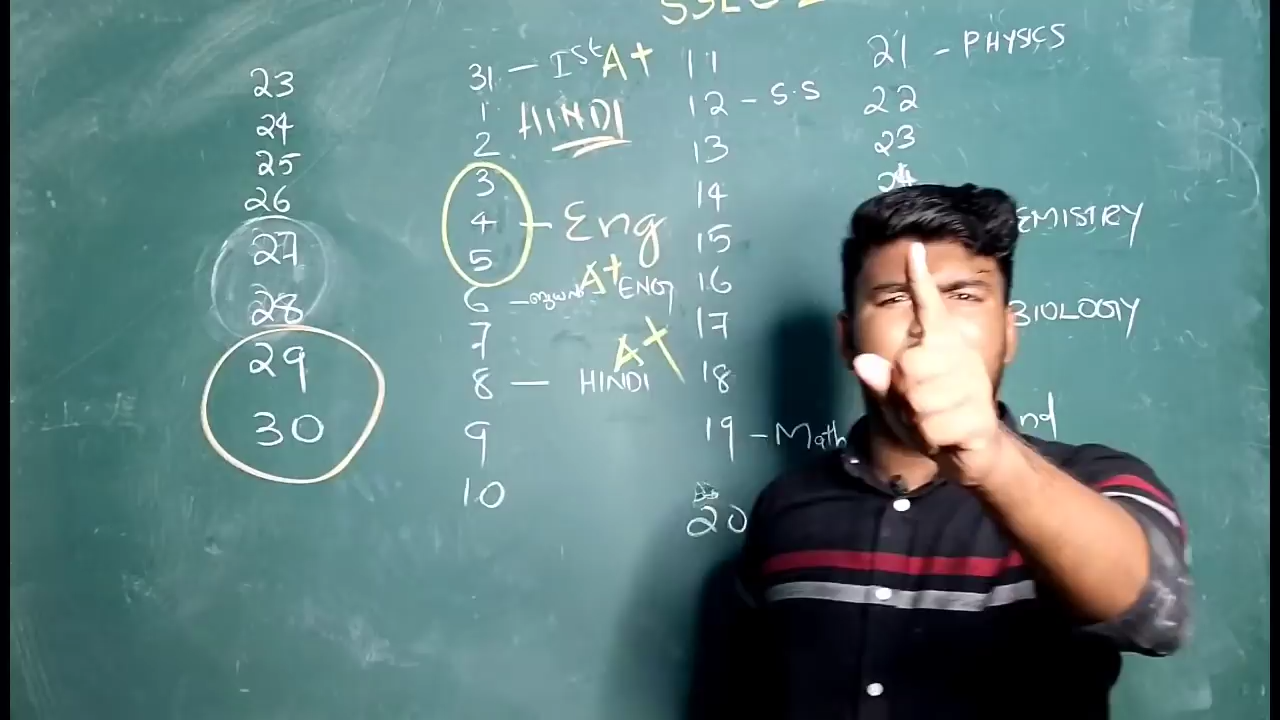 SSLC
23
24
25
26
27
28
29
30
31 - Ist A+
1
HINDI
2
3
4 - Eng
5
A+
6 - ENG
7
A+
8 - HINDI
9
10
11
12 - S.S
13
14
15
16
17
18
19 - Math
20
21 - PHYSICS
22
23
24
EMISTRY
BIOLOGY
nd